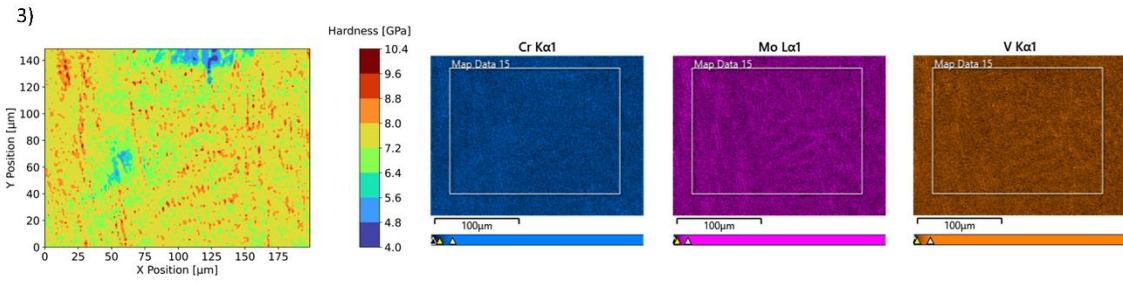 3)
Hardness [GPa]
140
120
100
80
60
40
20
0
Y Position [μm]
0 25 50 75 100 125 150 175
X Position [μm]
10.4
9.6
8.8
8.0
7.2
6.4
5.6
4.8
4.0
Cr Kα1
Map Data 15
100μm
Mo Lα1
Map Data 15
100μm
V Kα1
Map Data 15
100μm